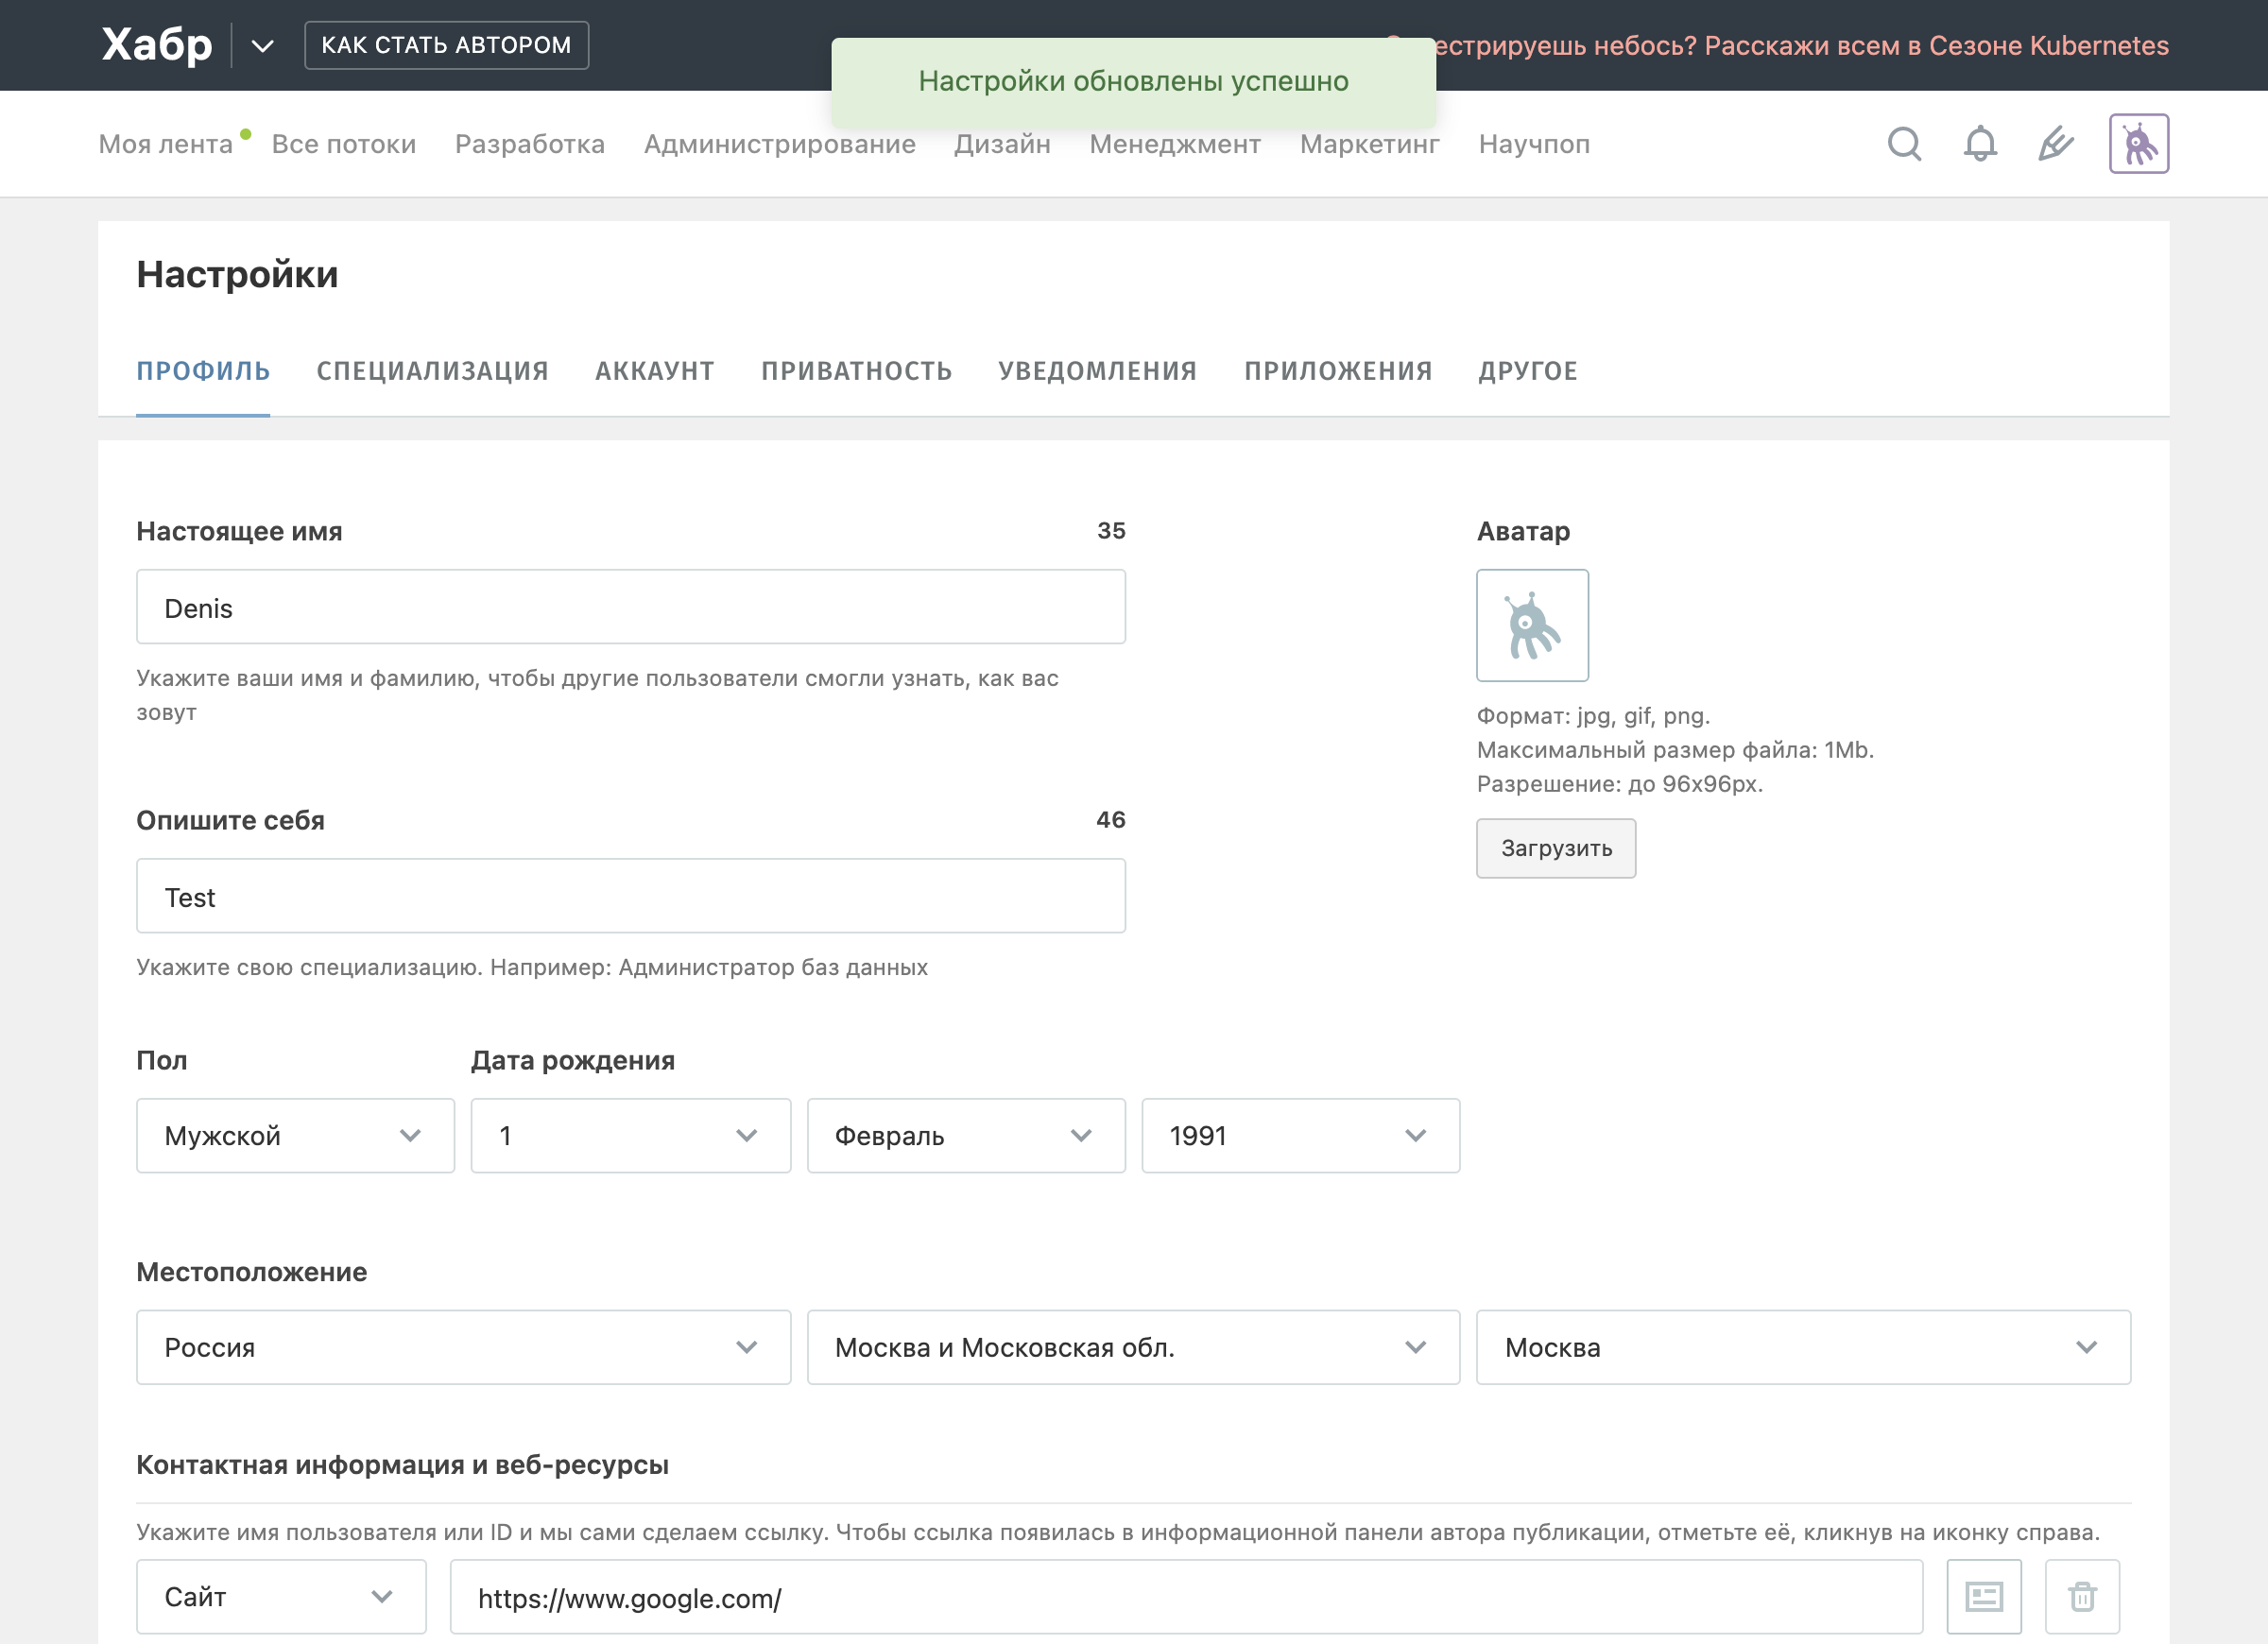 Хабр
КАК СТАТЬ АВТОРОМ
небось? Расскажи всем в Сезоне Kubernetes
Настройки обновлены успешно
Моя лента Все потоки Разработка Администрирование Дизайн Менеджмент Маркетинг Научпоп
Настройки
ПРОФИЛЬ СПЕЦИАЛИЗАЦИЯ АККАУНТ ПРИВАТНОСТЬ УВЕДОМЛЕНИЯ ПРИЛОЖЕНИЯ ДРУГОЕ
Настоящее имя 35
Denis
Укажите ваши имя и фамилию, чтобы другие пользователи смогли узнать, как вас
зовут
Аватар
Формат: jpg, gif, png.
Максимальный размер файла: 1Mb.
Разрешение: до 96x96px.
Загрузить
Опишите себя 46
Test
Укажите свою специализацию. Например: Администратор баз данных
Пол Дата рождения
Мужской 1 Февраль 1991
Местоположение
Россия Москва и Московская обл. Москва
Контактная информация и веб-ресурсы
Укажите имя пользователя или ID и мы сами сделаем ссылку. Чтобы ссылка появилась в информационной панели автора публикации, отметьте её, кликнув на иконку справа.
Сайт https://www.google.com/